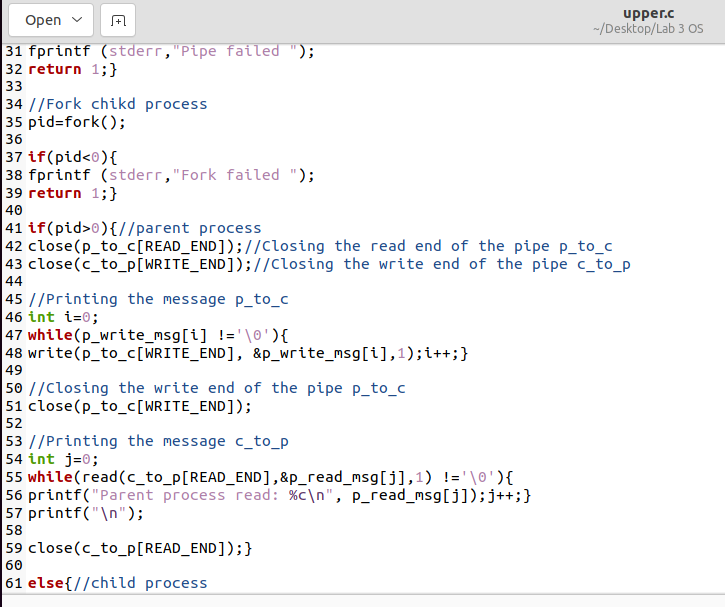 Open
upper.c
~/Desktop/Lab 3 OS
31 fprintf (stderr,"Pipe failed ");
32 return 1;}
33
34 //Fork chikd process
35 pid=fork();
36
37 if(pid<0){
38 fprintf (stderr,"Fork failed ");
39 return 1;}
40
41 if(pid>0){//parent process
42 close(p_to_c[READ_END]);//Closing the read end of the pipe p_to_c
43 close(c_to_p[WRITE_END]);//Closing the write end of the pipe c_to_p
44
45 //Printing the message p_to_c
46 int i=0;
47 while(p_write_msg[i] !='\0'){
48 write(p_to_c[WRITE_END], &p_write_msg[i],1);i++;}
49
50 //Closing the write end of the pipe p_to_c
51 close(p_to_c[WRITE_END]);
52
53 //Printing the message c_to_p
54 int j=0;
55 while(read(c_to_p[READ_END],&p_read_msg[j],1) !='\0'){
56 printf("Parent process read: %c\n", p_read_msg[j]);j++;}
57 printf("\n");
58
59 close(c_to_p[READ_END]);}
60
61 else{//child process